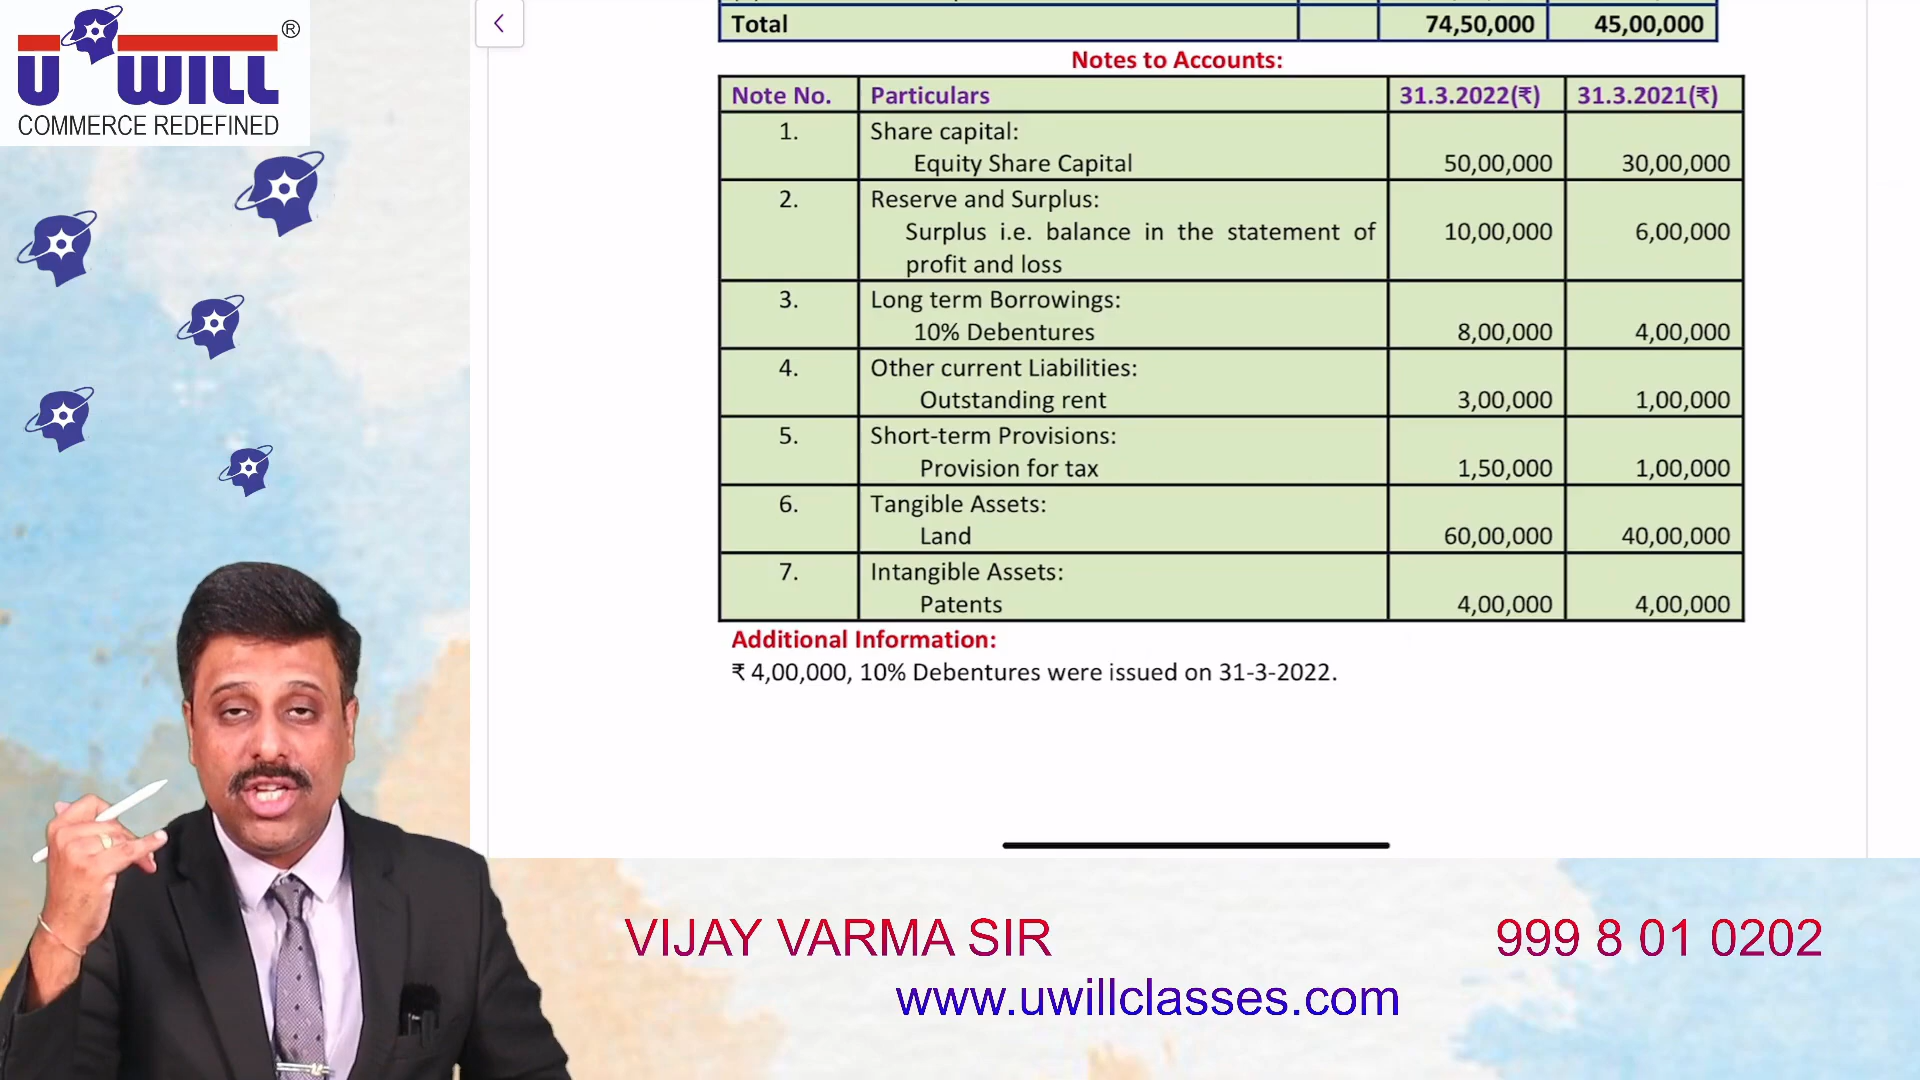 U WILL ®
COMMERCE REDEFINED
Total 74,50,000 45,00,000
Notes to Accounts:
Note No. Particulars 31.3.2022(₹) 31.3.2021(₹)
1. Share capital:
Equity Share Capital 50,00,000 30,00,000
2. Reserve and Surplus:
Surplus i.e. balance in the statement of 10,00,000 6,00,000
profit and loss
3. Long term Borrowings:
10% Debentures 8,00,000 4,00,000
4. Other current Liabilities:
Outstanding rent 3,00,000 1,00,000
5. Short-term Provisions:
Provision for tax 1,50,000 1,00,000
6. Tangible Assets:
Land 60,00,000 40,00,000
7. Intangible Assets:
Patents 4,00,000 4,00,000
Additional Information:
₹ 4,00,000, 10% Debentures were issued on 31-3-2022.
VIJAY VARMA SIR 999 8 01 0202
www.uwillclasses.com